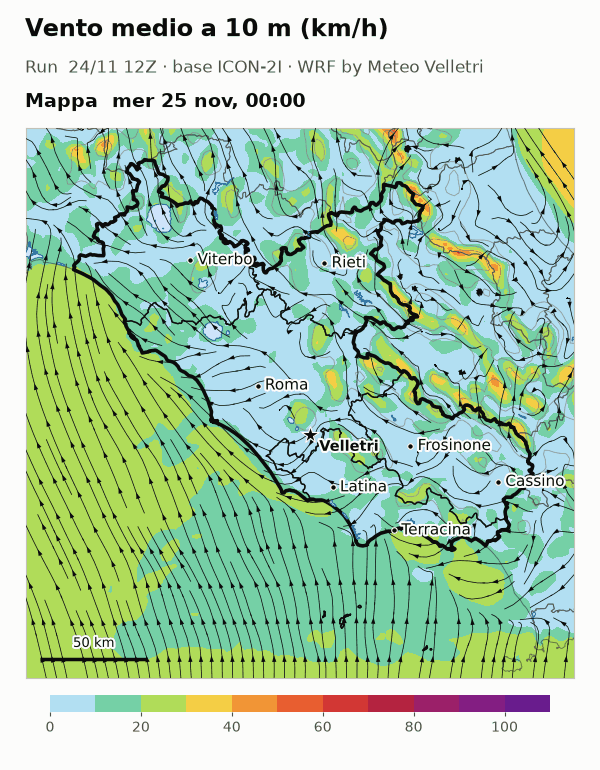 Vento medio a 10 m (km/h)
Run  24/11 12Z · base ICON-2I · WRF by Meteo Velletri
Mappa  mer 25 nov, 00:00
Viterbo
Rieti
Roma
Velletri
Frosinone
Latina
Cassino
Terracina
50 km
0 20 40 60 80 100